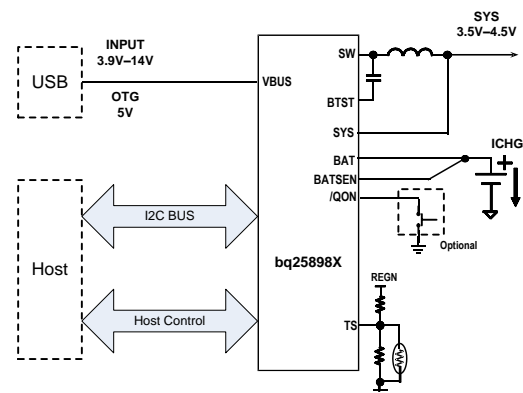 SYS
3.5V–4.5V
INPUT
3.9V–14V
USB
OTG
5V
VBUS
SW
BTST
SYS
ICHG
BAT
+
BATSEN
/QON
I2C BUS
Optional
Host
bq25898X
REGN
Host Control
TS